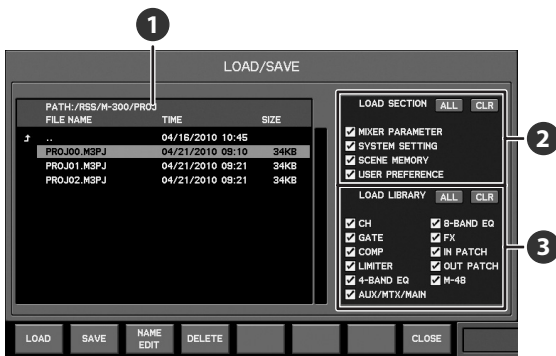 1
LOAD/SAVE
PATH:/RSS/M-300/PROJ
FILE NAME TIME SIZE
.. 04/16/2010 10:45
PROJ00.M3PJ 04/21/2010 09:10 34KB
PROJ01.M3PJ 04/21/2010 09:21 34KB
PROJ02.M3PJ 04/21/2010 09:21 34KB
LOAD SECTION ALL CLR
MIXER PARAMETER
SYSTEM SETTING
SCENE MEMORY
USER PREFERENCE
2
LOAD LIBRARY ALL CLR
CH 8-BAND EQ
GATE FX
COMP IN PATCH
LIMITER OUT PATCH
4-BAND EQ M-48
AUX/MTX/MAIN
3
LOAD SAVE NAME EDIT DELETE CLOSE